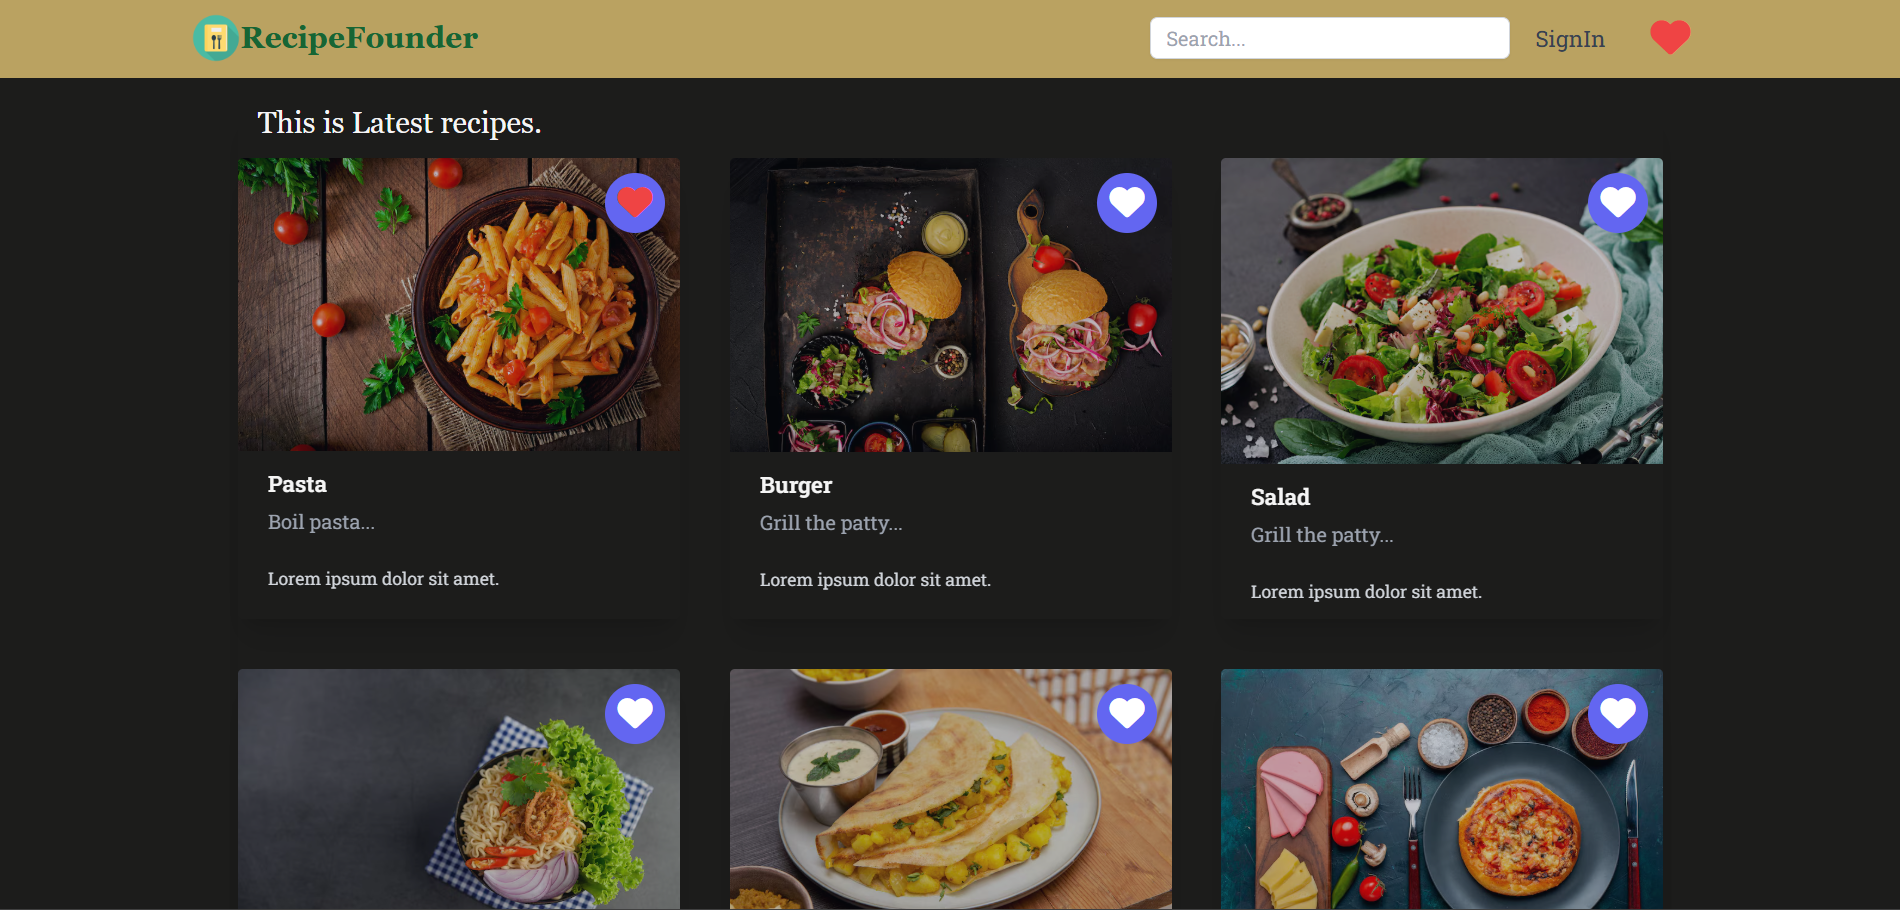 RecipeFounder
Search...
SignIn
This is Latest recipes.
Pasta
Boil pasta...
Lorem ipsum dolor sit amet.
Burger
Grill the patty...
Lorem ipsum dolor sit amet.
Salad
Grill the patty...
Lorem ipsum dolor sit amet.